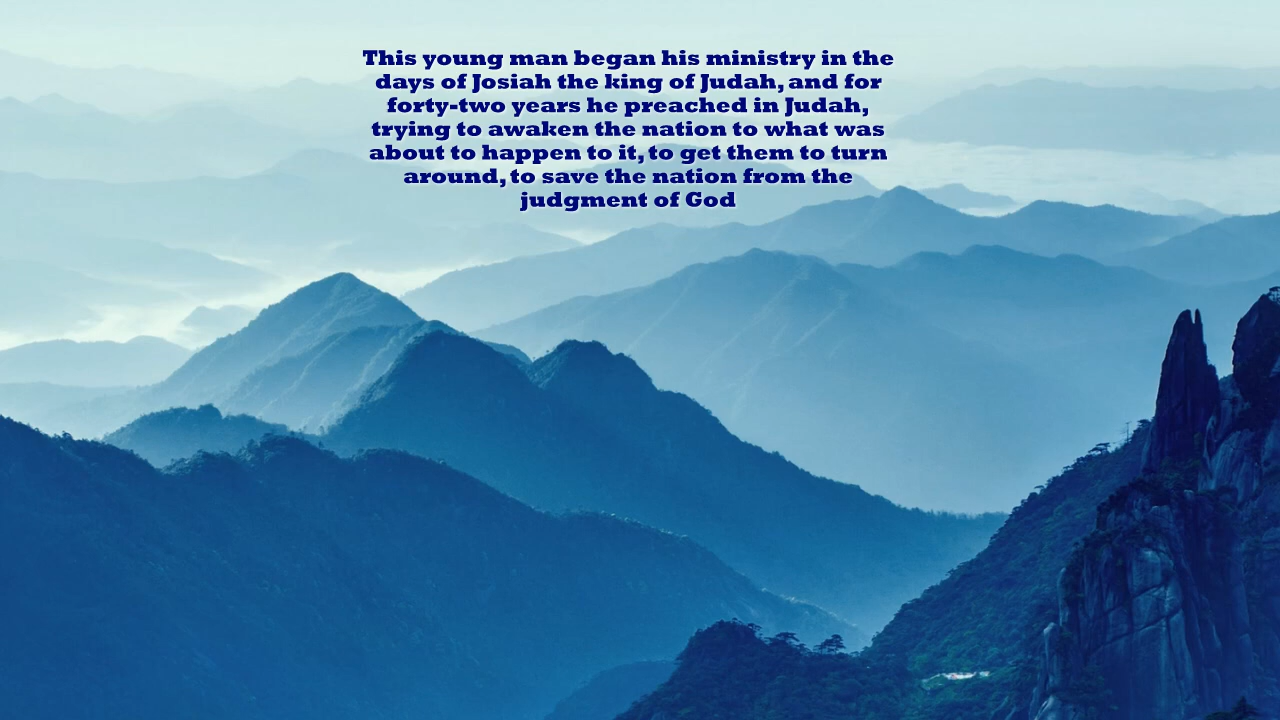 This young man began his ministry in the
days of Josiah the king of Judah, and for
forty-two years he preached in Judah,
trying to awaken the nation to what was
about to happen to it, to get them to turn
around, to save the nation from the
judgment of God